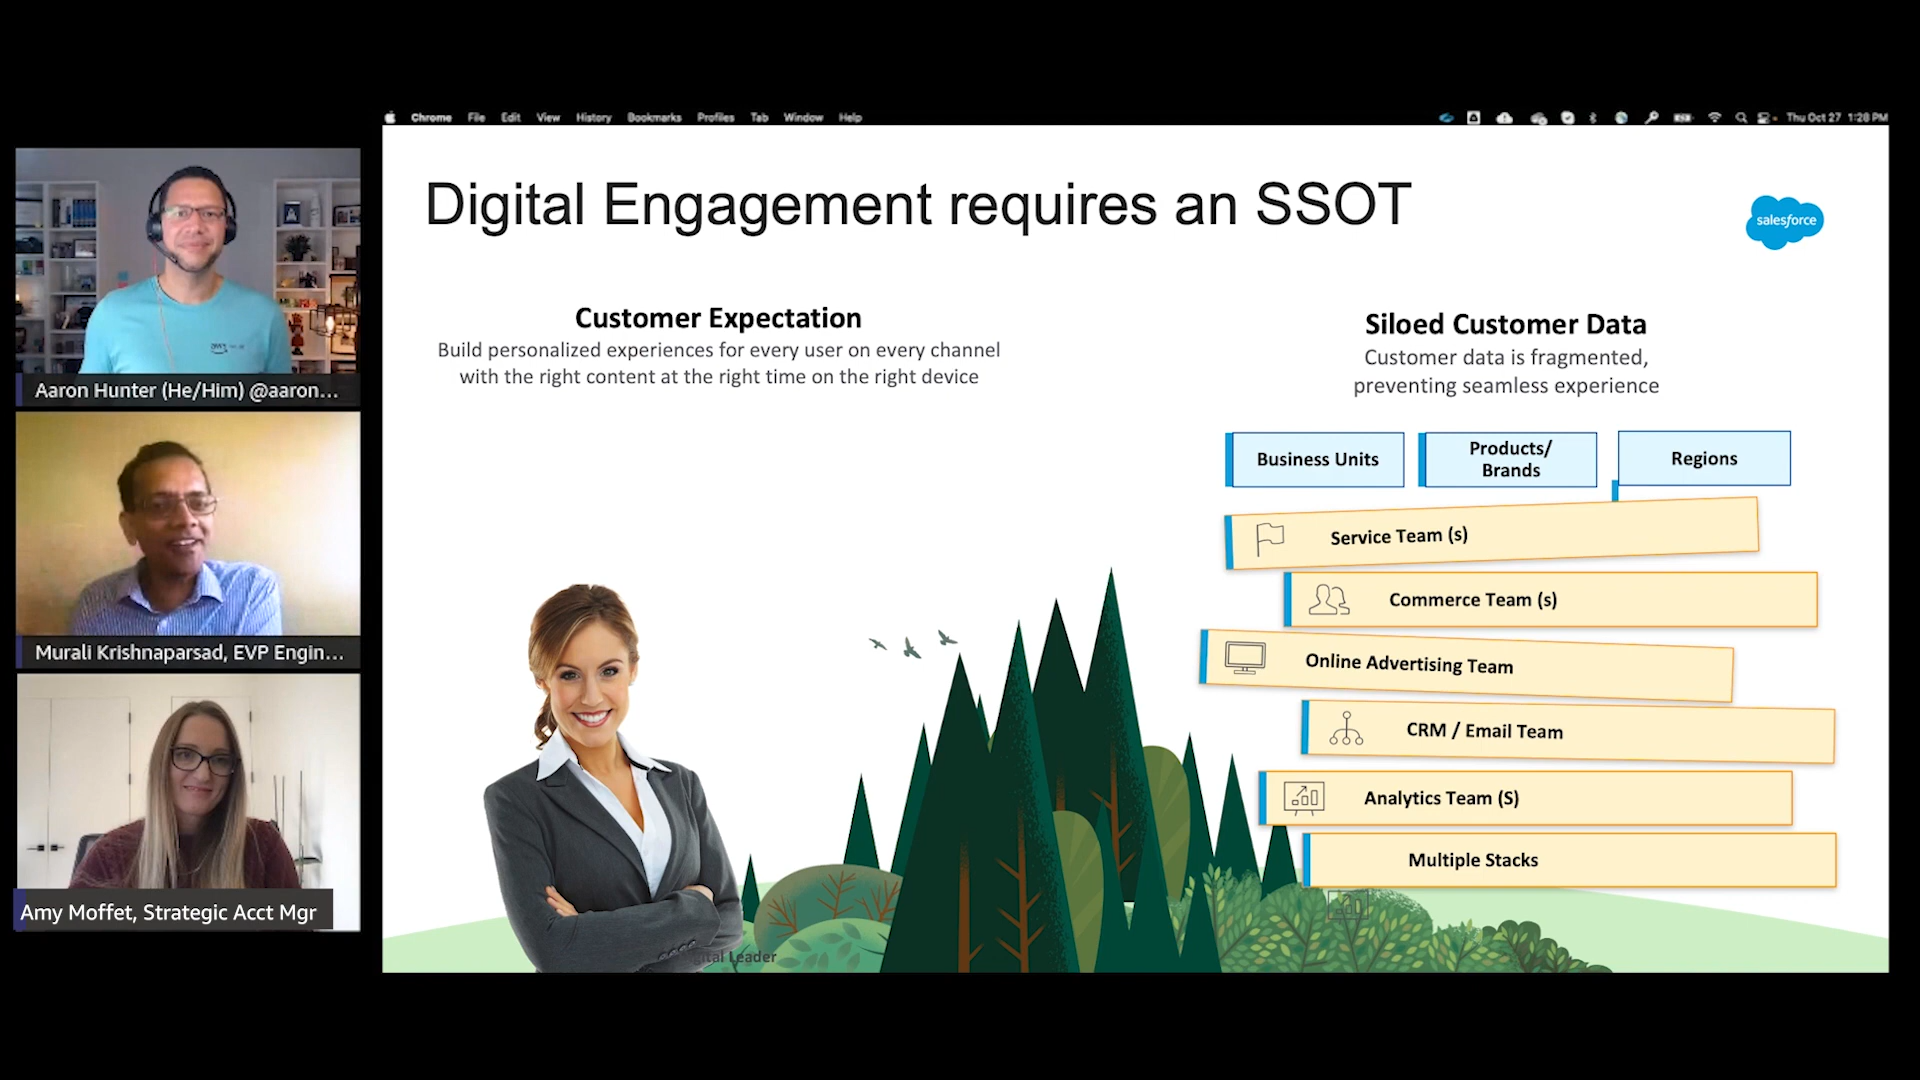 Chrome File Edit View History Bookmarks Profiles Tab Window Help
Thu Oct 27 1:28 PM
Digital Engagement requires an SSOT
salesforce
Customer Expectation
Build personalized experiences for every user on every channel
with the right content at the right time on the right device
Siloed Customer Data
Customer data is fragmented,
preventing seamless experience
Business Units
Products/
Brands
Regions
Service Team (s)
Commerce Team (s)
Online Advertising Team
CRM / Email Team
Analytics Team (S)
Multiple Stacks
Leader
aws
Aaron Hunter (He/Him) @aaron...
Murali Krishnaparsad, EVP Engin...
Amy Moffet, Strategic Acct Mgr